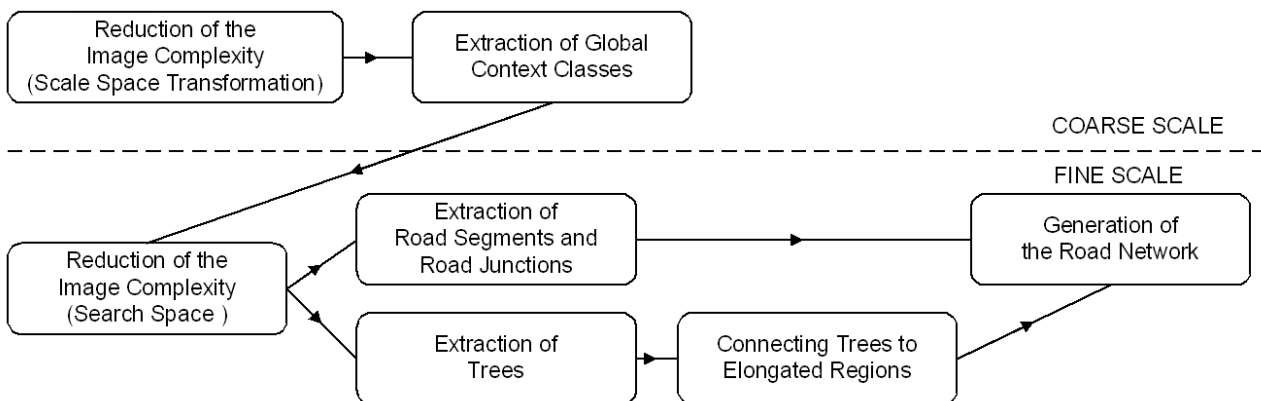 Reduction of the
Image Complexity
(Scale Space Transformation)
Extraction of Global
Context Classes
COARSE SCALE
FINE SCALE
Reduction of the
Image Complexity
(Search Space )
Extraction of
Road Segments and
Road Junctions
Generation of
the Road Network
Extraction of
Trees
Connecting Trees to
Elongated Regions